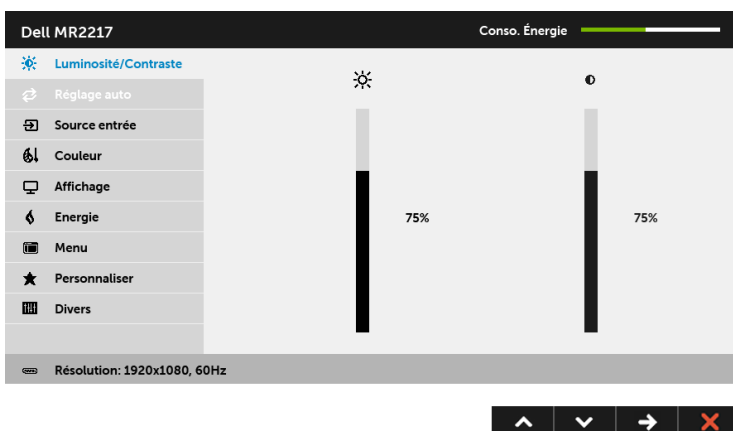 Dell MR2217
Conso. Énergie
Luminosité/Contraste
Réglage auto
Source entrée
Couleur
Affichage
Energie
Menu
Personnaliser
Divers
75%
75%
Résolution: 1920x1080, 60Hz